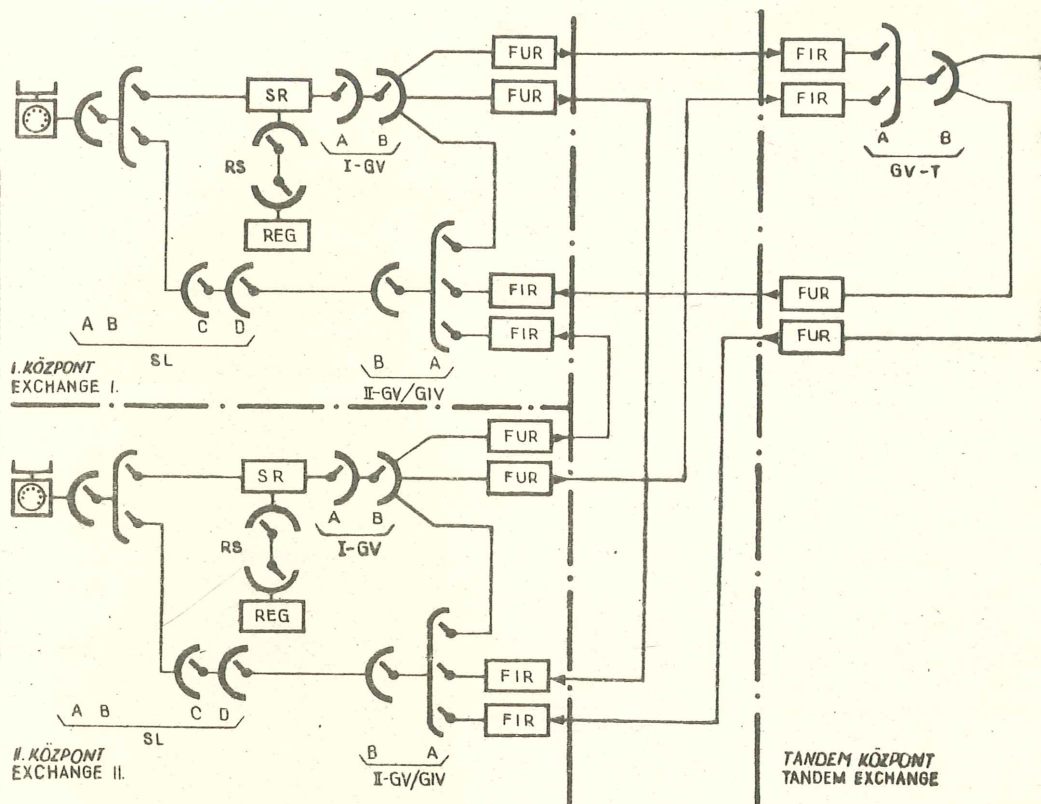 FUR
FIR
SR
FUR
FIR
RS
A B
I-GV
A B
GV-T
REG
FIR
FUR
FIR
FUR
A B C D
SL
B A
II-GV/GIV
I. KÖZPONT
EXCHANGE I.
FUR
SR
FUR
RS
A B
I-GV
REG
FIR
FIR
A B C D
SL
B A
II-GV/GIV
II. KÖZPONT
EXCHANGE II.
TANDEM KÖZPONT
TANDEM EXCHANGE